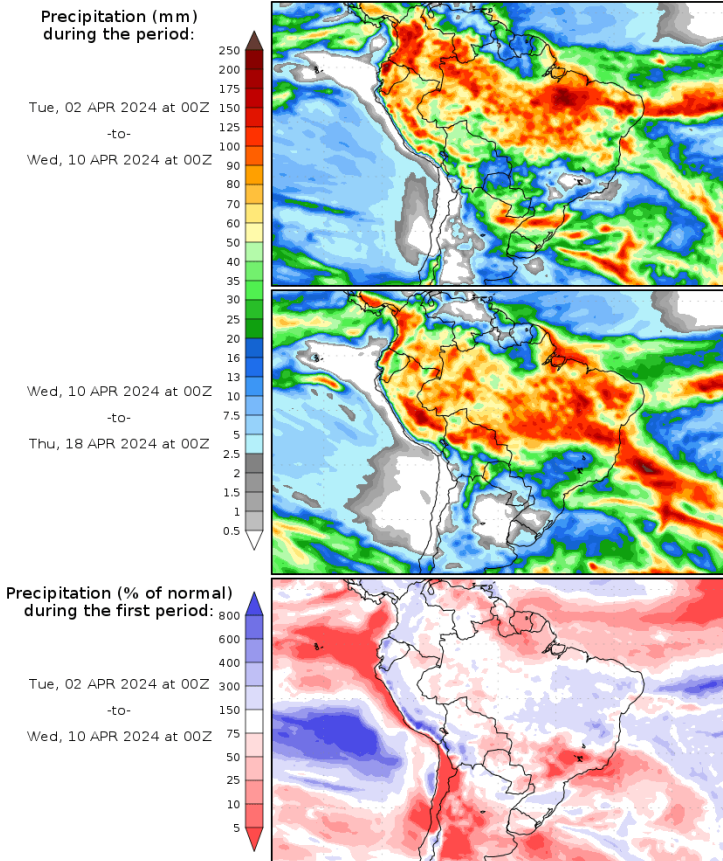 Precipitation (mm)
during the period:
Tue, 02 APR 2024 at 00Z
-to-
Wed, 10 APR 2024 at 00Z
250
200
175
150
125
100
90
80
70
60
50
40
35
30
25
20
16
13
10
7.5
5
2.5
2
1.5
1
0.5
Wed, 10 APR 2024 at 00Z
-to-
Thu, 18 APR 2024 at 00Z
Precipitation (% of normal)
during the first period:
Tue, 02 APR 2024 at 00Z
-to-
Wed, 10 APR 2024 at 00Z
800
600
400
300
150
75
50
25
10
5